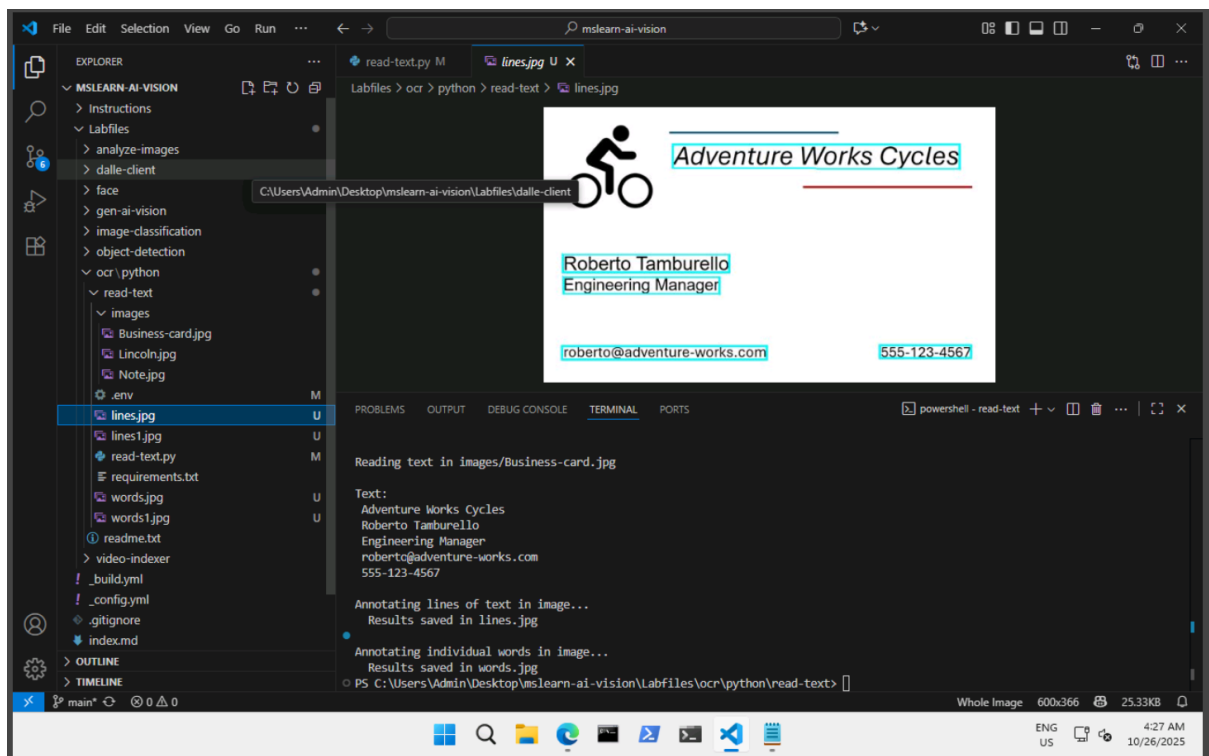 File Edit Selection View Go Run ...
mslearn-ai-vision
EXPLORER ...
MSLEARN-AI-VISION
Instructions
Labfiles
analyze-images
dalle-client
face
gen-ai-vision
image-classification
object-detection
ocr\python
read-text
images
Business-card.jpg
Lincoln.jpg
Note.jpg
.env M
lines.jpg U
lines1.jpg U
read-text.py M
requirements.txt
words.jpg U
words1.jpg U
readme.txt
video-indexer
_build.yml
_config.yml
.gitignore
index.md
OUTLINE
TIMELINE
6
C:\Users\Admin\Desktop\mslearn-ai-vision\Labfiles\dalle-client
read-text.py M lines.jpg U
Labfiles > ocr > python > read-text > lines.jpg
Adventure Works Cycles
Roberto Tamburello
Engineering Manager
roberto@adventure-works.com 555-123-4567
PROBLEMS OUTPUT DEBUG CONSOLE TERMINAL PORTS powershell - read-text
Reading text in images/Business-card.jpg
Text:
Adventure Works Cycles
Roberto Tamburello
Engineering Manager
roberto@adventure-works.com
555-123-4567
Annotating lines of text in image...
Results saved in lines.jpg
Annotating individual words in image...
Results saved in words.jpg
PS C:\Users\Admin\Desktop\mslearn-ai-vision\Labfiles\ocr\python\read-text>
main* 0 0 Whole Image 600x366 25.33KB
ENG US 4:27 AM 10/26/2025